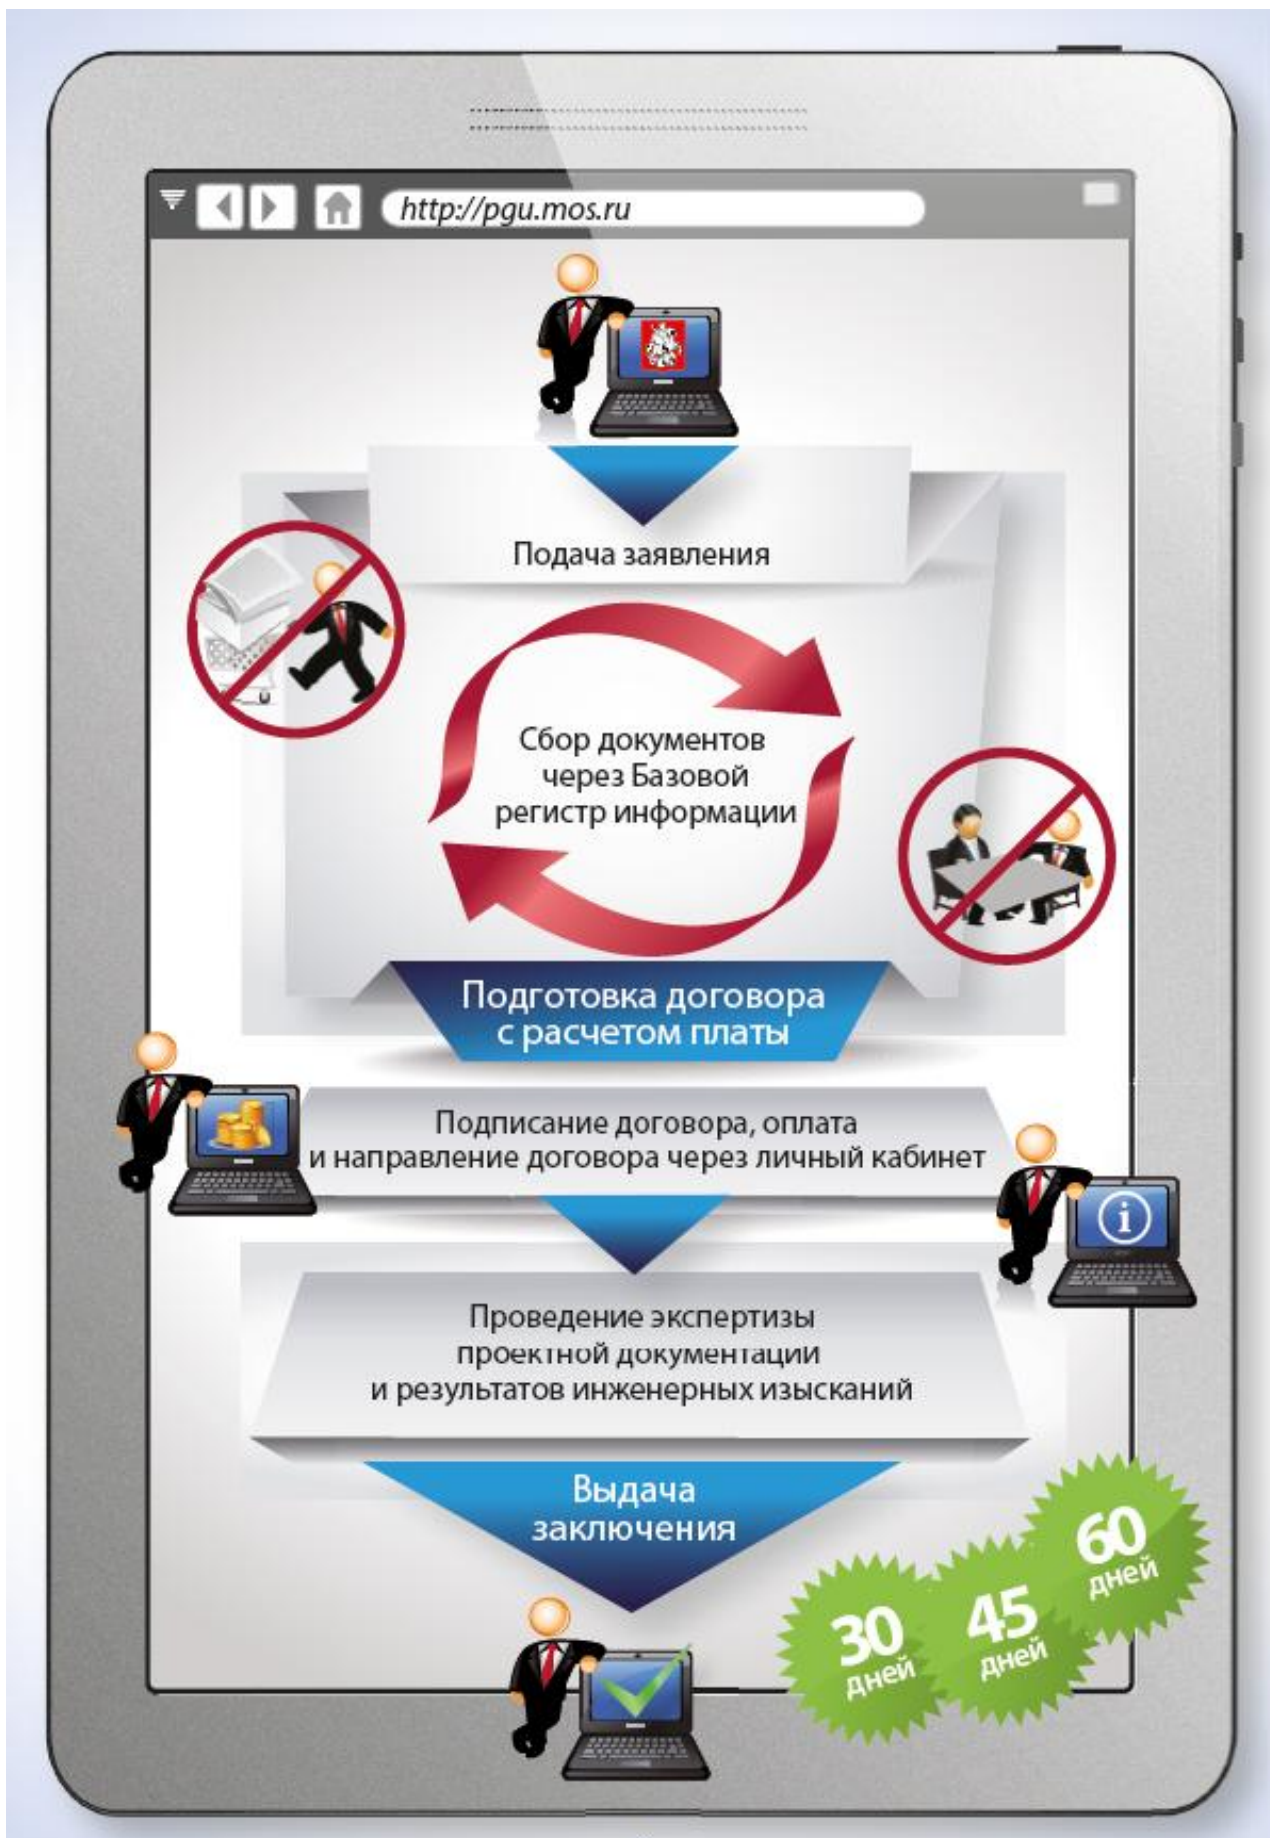 http://pgu.mos.ru
Подача заявления
Сбор документов
через Базовой
регистр информации
Подготовка договора
с расчетом платы
Подписание договора, оплата
и направление договора через личный кабинет
i
Проведение экспертизы
проектной документации
и результатов инженерных изысканий
Выдача
заключения
30
дней
45
дней
60
дней